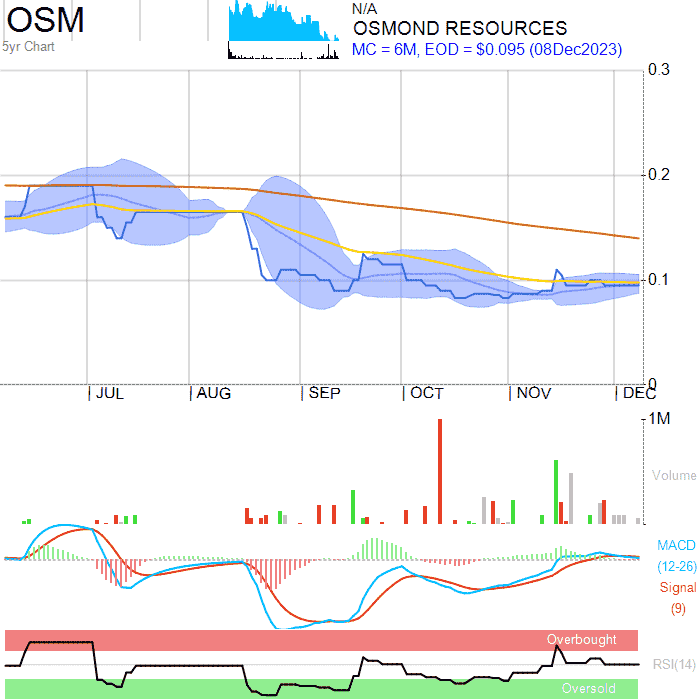 OSM
5yr Chart
N/A
OSMOND RESOURCES
MC = 6M, EOD = $0.095 (08Dec2023)
0.3
0.2
0.1
0
JUL AUG SEP OCT NOV DEC
1M
Volume
MACD
(12-26)
Signal
(9)
Overbought
RSI(14)
Oversold